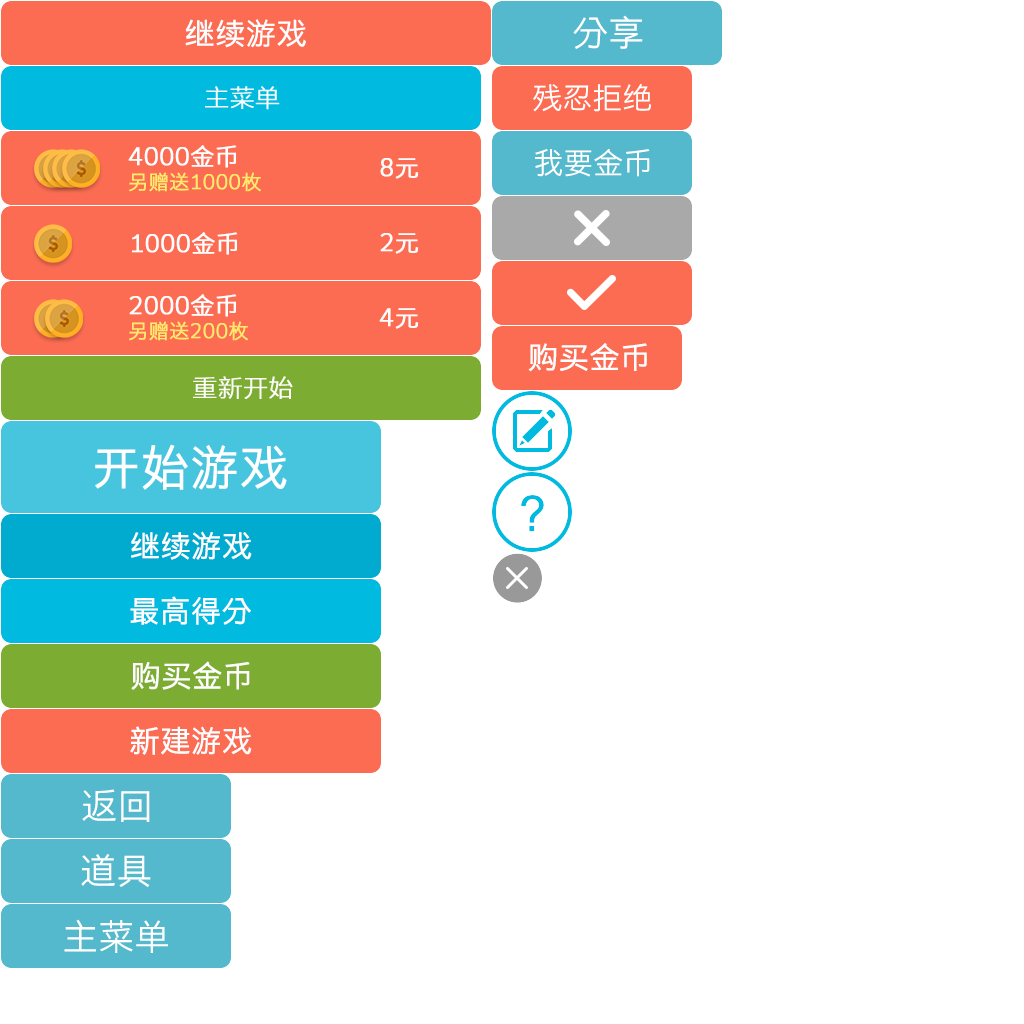 继续游戏
主菜单
4000金币
另赠送1000枚
8元
1000金币
2元
2000金币
另赠送200枚
4元
重新开始
开始游戏
继续游戏
最高得分
购买金币
新建游戏
返回
道具
主菜单
分享
残忍拒绝
我要金币
购买金币
?